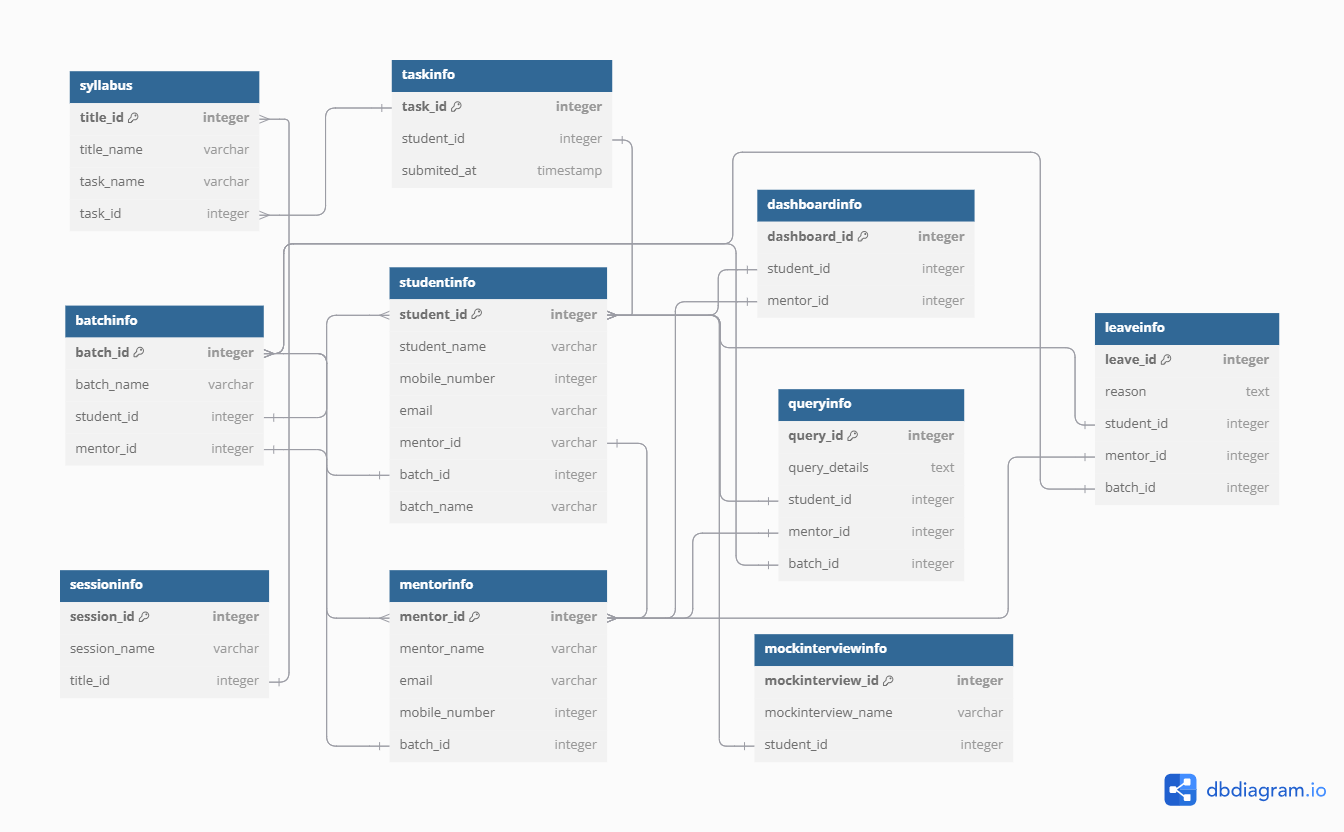 syllabus
title_id integer
title_name varchar
task_name varchar
task_id integer
taskinfo
task_id integer
student_id integer
submited_at timestamp
dashboardinfo
dashboard_id integer
student_id integer
mentor_id integer
batchinfo
batch_id integer
batch_name varchar
student_id integer
mentor_id integer
studentinfo
student_id integer
student_name varchar
mobile_number integer
email varchar
mentor_id varchar
batch_id integer
batch_name varchar
leaveinfo
leave_id integer
reason text
student_id integer
mentor_id integer
batch_id integer
queryinfo
query_id integer
query_details text
student_id integer
mentor_id integer
batch_id integer
sessioninfo
session_id integer
session_name varchar
title_id integer
mentorinfo
mentor_id integer
mentor_name varchar
email varchar
mobile_number integer
batch_id integer
mockinterviewinfo
mockinterview_id integer
mockinterview_name varchar
student_id integer
dbdiagram.io